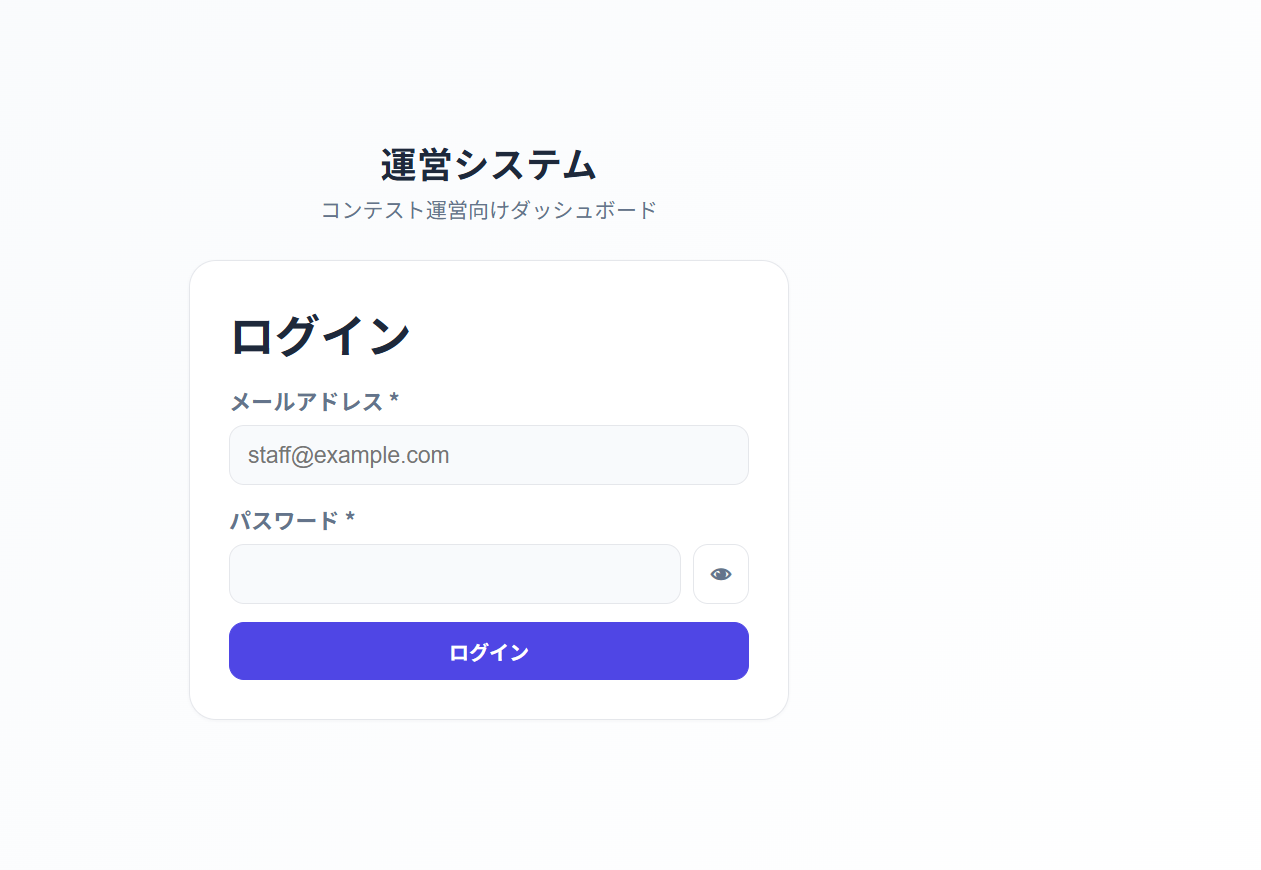 運営システム
コンテスト運営向けダッシュボード
ログイン
メールアドレス *
staff@example.com
パスワード *
ログイン